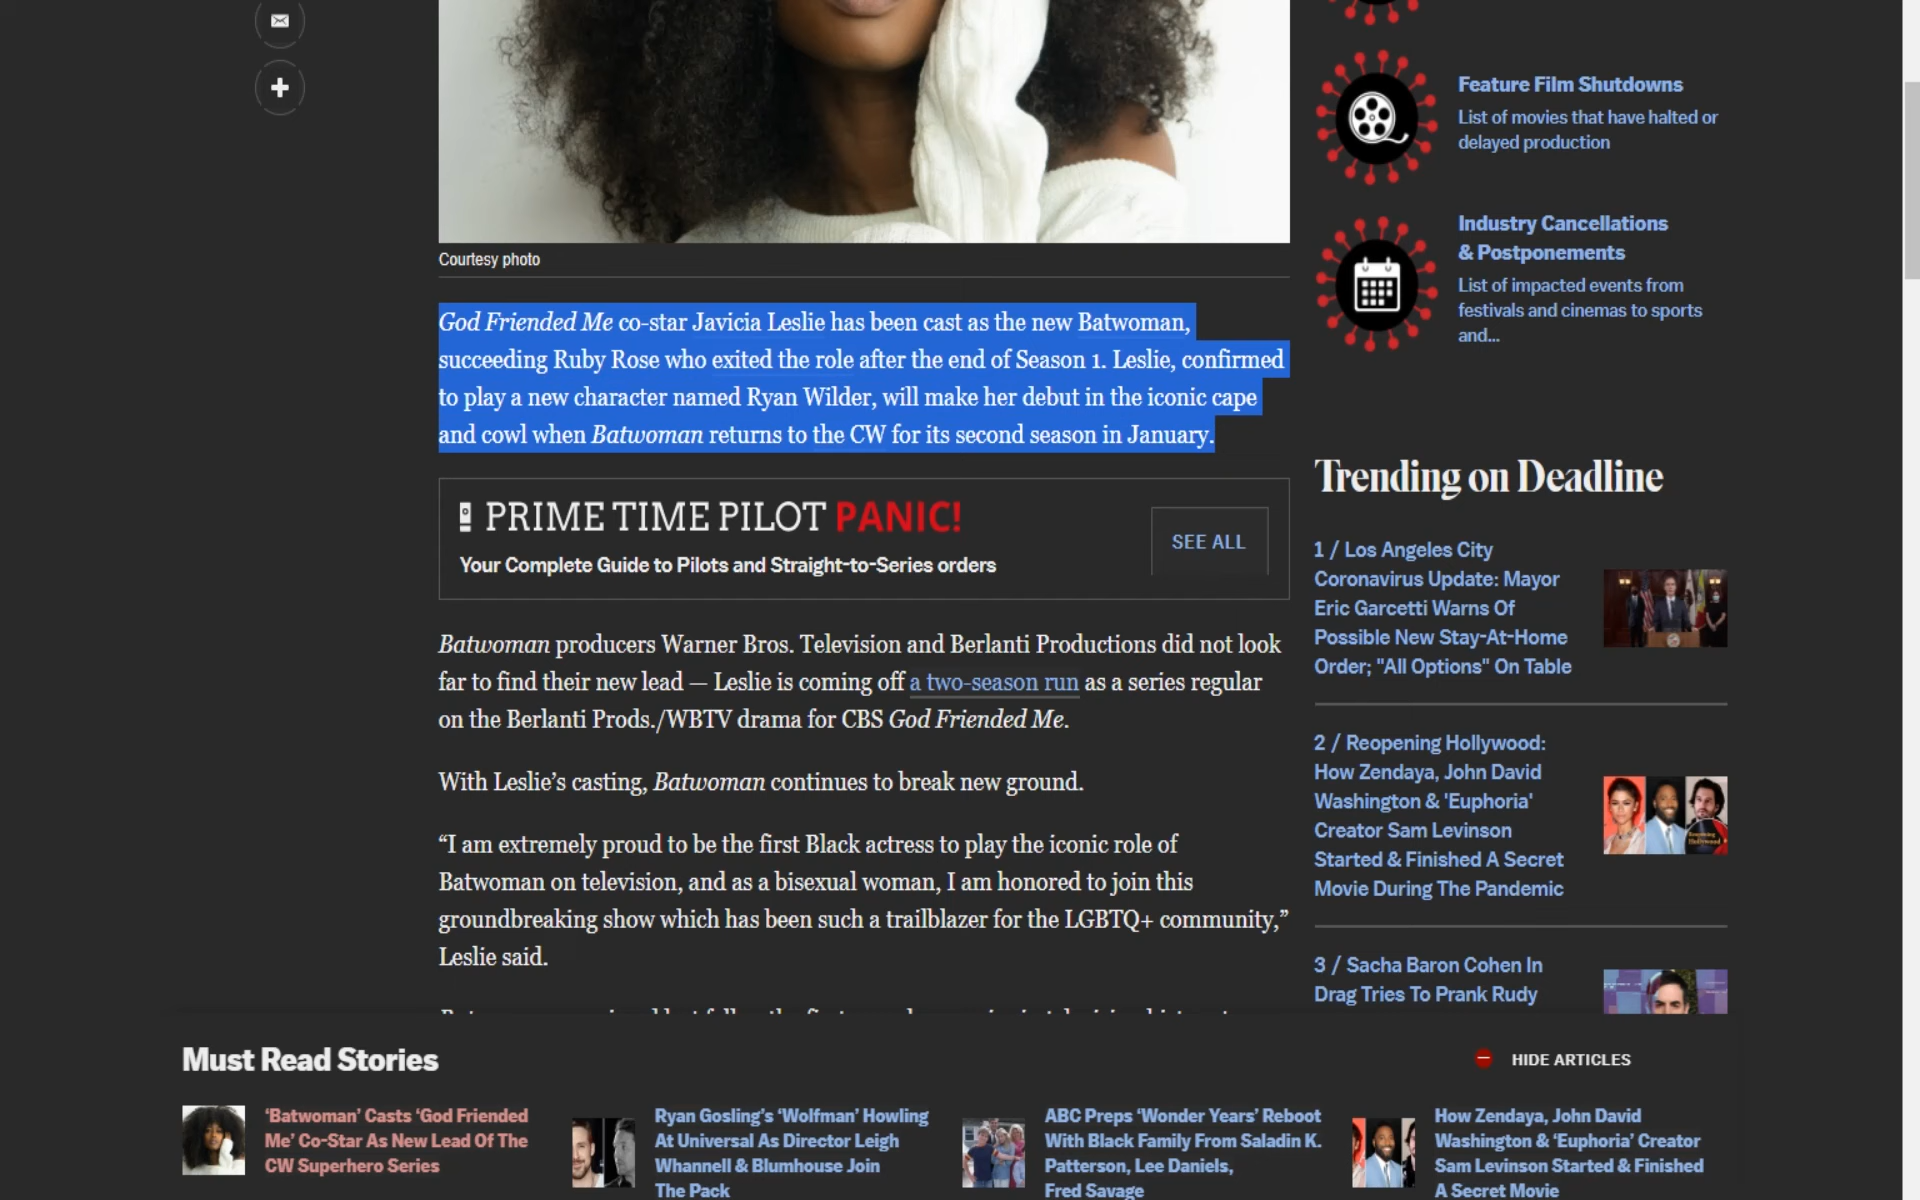 Feature Film Shutdowns
List of movies that have halted or
delayed production
Industry Cancellations
& Postponements
List of impacted events from
festivals and cinemas to sports
and...
Courtesy photo
God Friended Me co-star Javicia Leslie has been cast as the new Batwoman,
succeeding Ruby Rose who exited the role after the end of Season 1. Leslie, confirmed
to play a new character named Ryan Wilder, will make her debut in the iconic cape
and cowl when Batwoman returns to the CW for its second season in January.
PRIME TIME PILOT PANIC!
Your Complete Guide to Pilots and Straight-to-Series orders
SEE ALL
Batwoman producers Warner Bros. Television and Berlanti Productions did not look
far to find their new lead — Leslie is coming off a two-season run as a series regular
on the Berlanti Prods./WBTV drama for CBS God Friended Me.
With Leslie’s casting, Batwoman continues to break new ground.
“I am extremely proud to be the first Black actress to play the iconic role of
Batwoman on television, and as a bisexual woman, I am honored to join this
groundbreaking show which has been such a trailblazer for the LGBTQ+ community,”
Leslie said.
Trending on Deadline
1 / Los Angeles City
Coronavirus Update: Mayor
Eric Garcetti Warns Of
Possible New Stay-At-Home
Order; "All Options" On Table
2 / Reopening Hollywood:
How Zendaya, John David
Washington & 'Euphoria'
Creator Sam Levinson
Started & Finished A Secret
Movie During The Pandemic
3 / Sacha Baron Cohen In
Drag Tries To Prank Rudy
Must Read Stories
HIDE ARTICLES
‘Batwoman’ Casts ‘God Friended
Me’ Co-Star As New Lead Of The
CW Superhero Series
Ryan Gosling’s ‘Wolfman’ Howling
At Universal As Director Leigh
Whannell & Blumhouse Join
The Pack
ABC Preps ‘Wonder Years’ Reboot
With Black Family From Saladin K.
Patterson, Lee Daniels,
Fred Savage
How Zendaya, John David
Washington & ‘Euphoria’ Creator
Sam Levinson Started & Finished
A Secret Movie